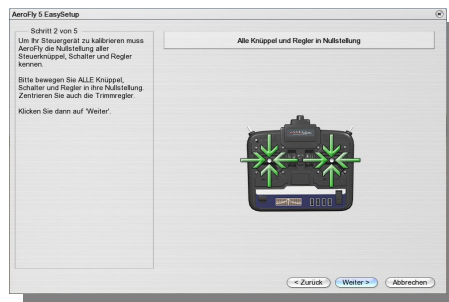 AeroFly 5 EasySetup
Schritt 2 von 5
Um Ihr Steuergerät zu kalibrieren muss
AeroFly die Nullstellung aller
Steuerknüppel, Schalter und Regler
kennen.
Bitte bewegen Sie ALLE Knüppel,
Schalter und Regler in ihre Nullstellung.
Zentrieren Sie auch die Trimmregler.
Klicken Sie dann auf 'Weiter'.
Alle Knüppel und Regler in Nullstellung
< Zurück
Weiter >
Abbrechen